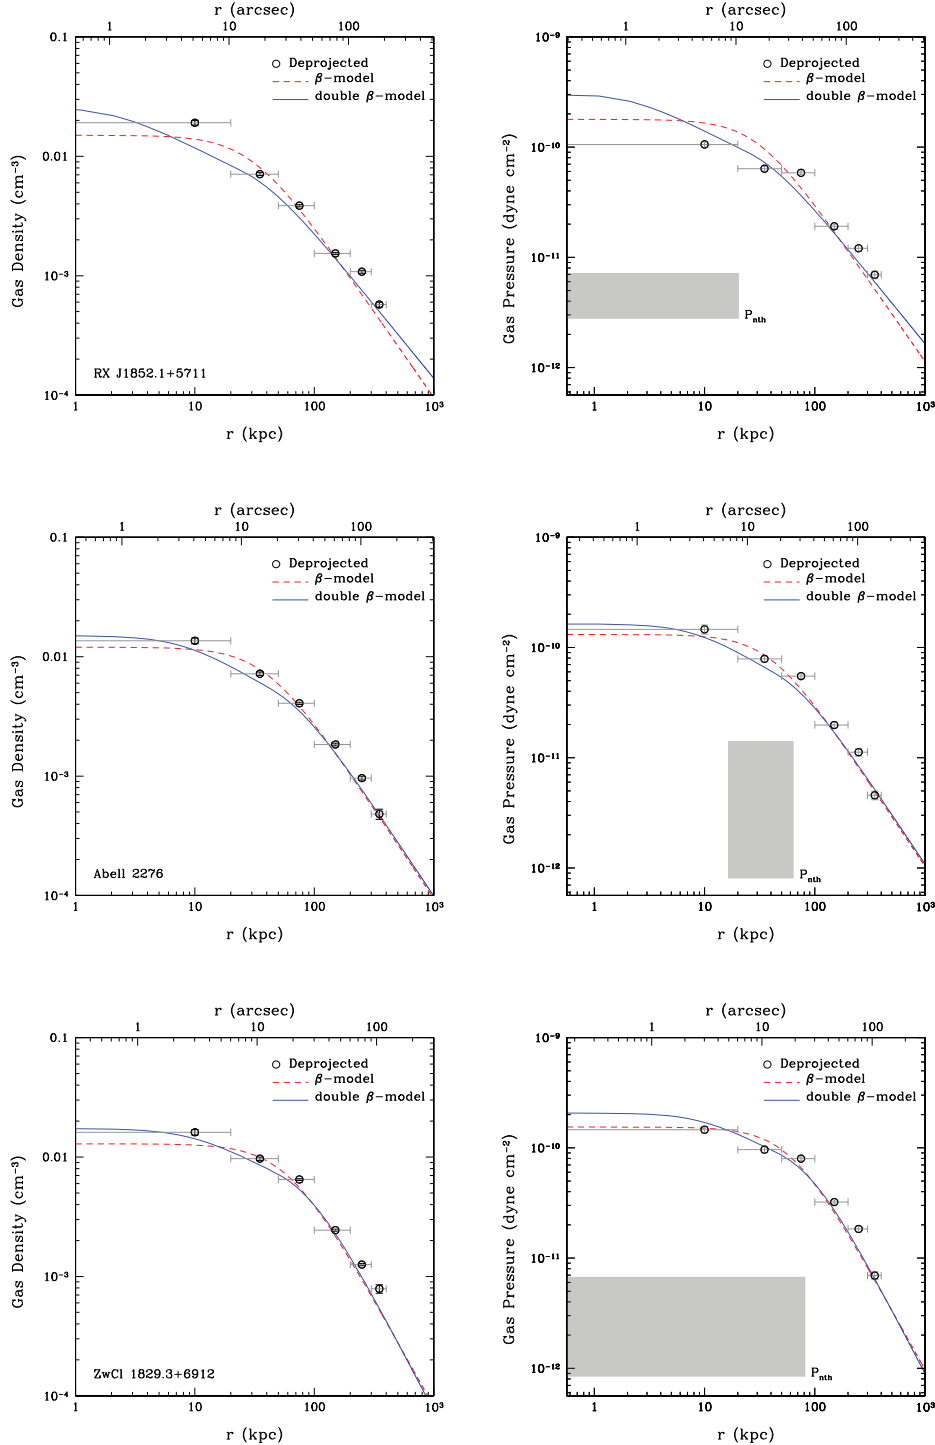 r (arcsec)
1 10 100
0.1
0.01
10⁻³
10⁻⁴
Gas Density (cm⁻³)
Deprojected
β-model
double β-model
RX J1852.1+5711
1 10 100 10³
r (kpc)
r (arcsec)
1 10 100
10⁻⁹
10⁻¹⁰
10⁻¹¹
10⁻¹²
Gas Pressure (dyne cm⁻²)
Deprojected
β-model
double β-model
Pnth
1 10 100 10³
r (kpc)
r (arcsec)
1 10 100
0.1
0.01
10⁻³
10⁻⁴
Gas Density (cm⁻³)
Deprojected
β-model
double β-model
Abell 2276
1 10 100 10³
r (kpc)
r (arcsec)
1 10 100
10⁻⁹
10⁻¹⁰
10⁻¹¹
10⁻¹²
Gas Pressure (dyne cm⁻²)
Deprojected
β-model
double β-model
Pnth
1 10 100 10³
r (kpc)
r (arcsec)
1 10 100
0.1
0.01
10⁻³
10⁻⁴
Gas Density (cm⁻³)
Deprojected
β-model
double β-model
ZwCl 1829.3+6912
1 10 100 10³
r (kpc)
r (arcsec)
1 10 100
10⁻⁹
10⁻¹⁰
10⁻¹¹
10⁻¹²
Gas Pressure (dyne cm⁻²)
Deprojected
β-model
double β-model
Pnth
1 10 100 10³
r (kpc)